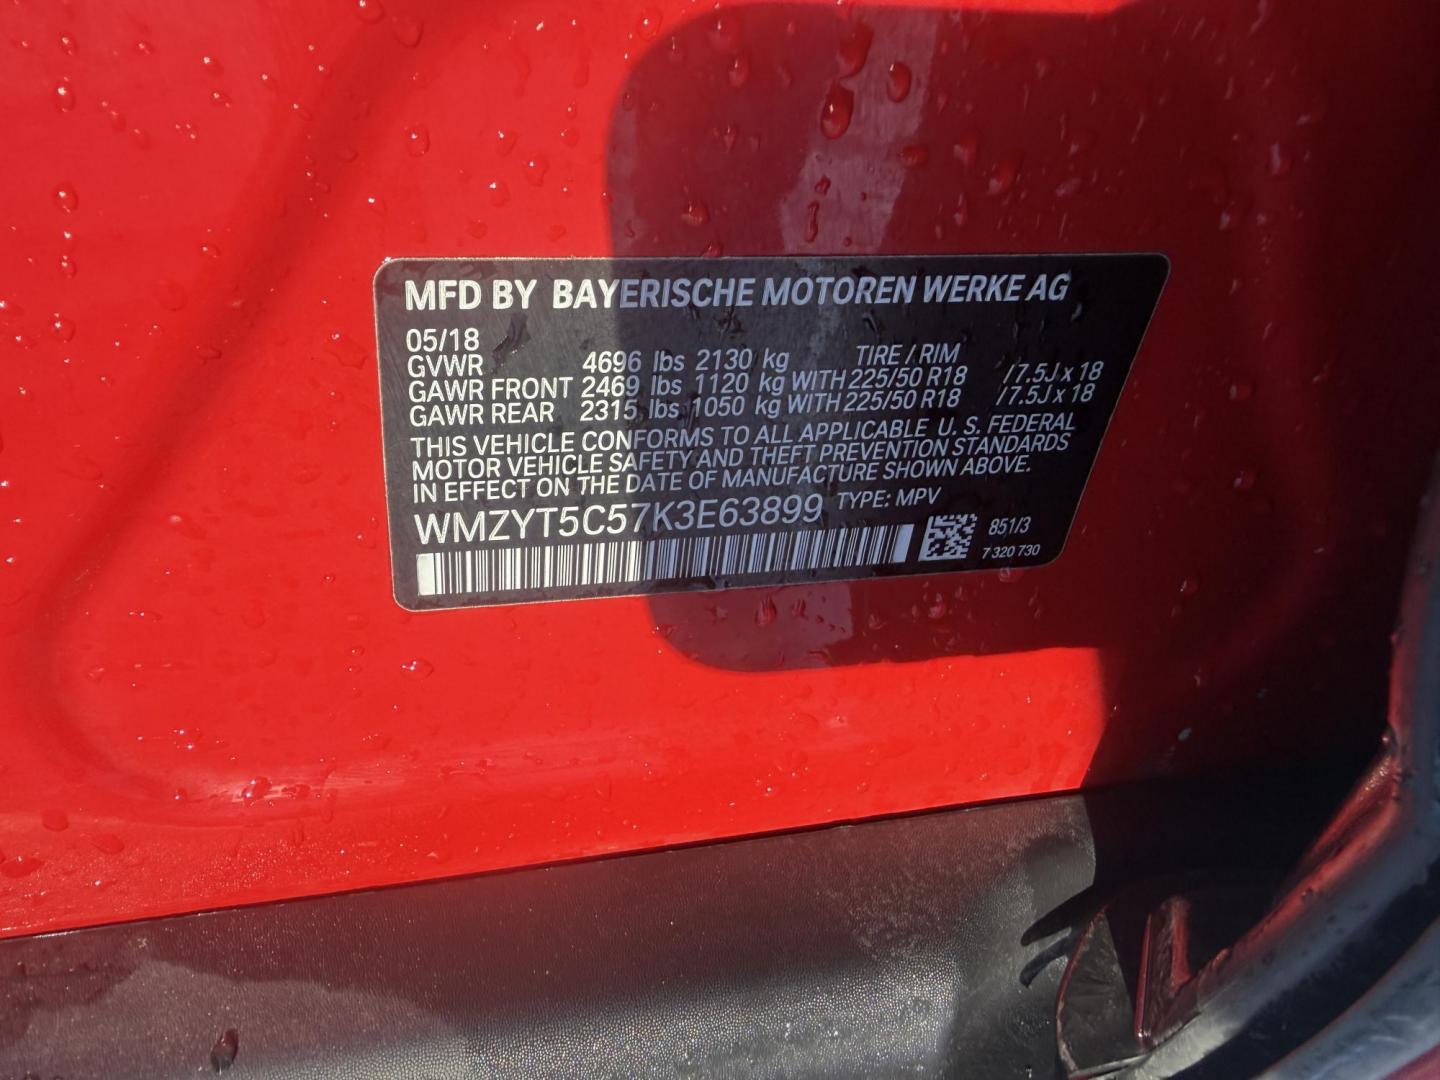 MFD BY BAYERISCHE MOTOREN WERKE AG
05/18
GVWR 4696 lbs 2130 kg TIRE / RIM
GAWR FRONT 2469 lbs 1120 kg WITH 225/50 R18 /7.5J x 18
GAWR REAR 2315 lbs 1050 kg WITH 225/50 R18 /7.5J x 18
THIS VEHICLE CONFORMS TO ALL APPLICABLE U. S. FEDERAL
MOTOR VEHICLE SAFETY AND THEFT PREVENTION STANDARDS
IN EFFECT ON THE DATE OF MANUFACTURE SHOWN ABOVE.
WMZYT5C57K3E63899 TYPE: MPV
851/3
7 320 730